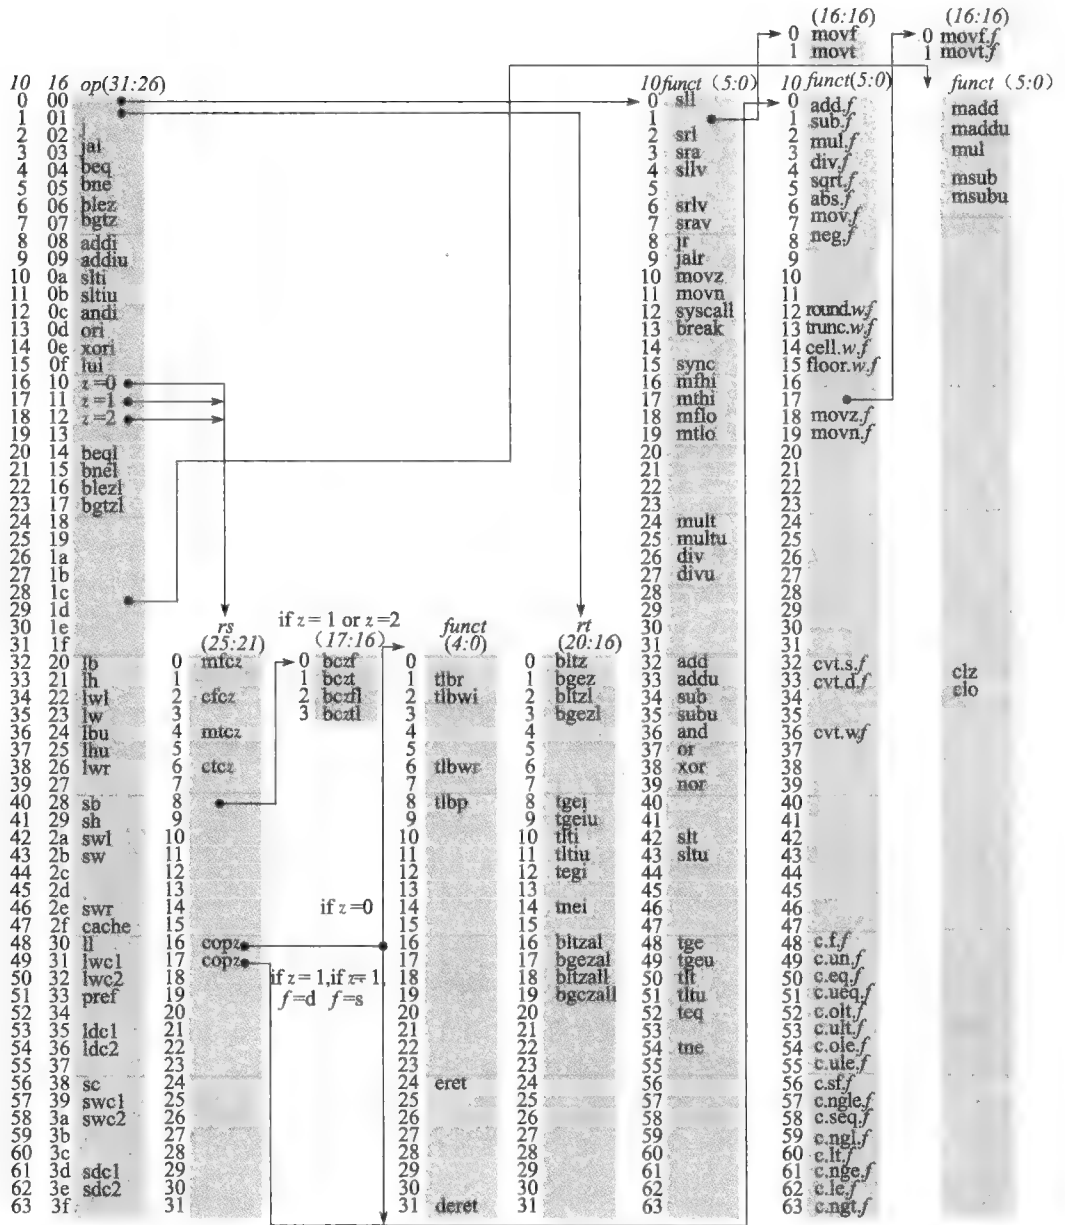 10 16 op(31:26)
0 00
1 01
2 02 j
3 03 jal
4 04 beq
5 05 bne
6 06 blez
7 07 bgtz
8 08 addi
9 09 addiu
10 0a slti
11 0b sltiu
12 0c andi
13 0d ori
14 0e xori
15 0f lui
16 10 z=0
17 11 z=1
18 12 z=2
19 13
20 14 beql
21 15 bnel
22 16 blezl
23 17 bgtzl
24 18
25 19
26 1a
27 1b
28 1c
29 1d
30 1e
31 1f
32 20 lb
33 21 lh
34 22 lwl
35 23 lw
36 24 lbu
37 25 lhu
38 26 lwr
39 27
40 28 sb
41 29 sh
42 2a swl
43 2b sw
44 2c
45 2d
46 2e swr
47 2f cache
48 30 ll
49 31 lwc1
50 32 lwc2
51 33 pref
52 34
53 35 ldc1
54 36 ldc2
55 37
56 38 sc
57 39 swc1
58 3a swc2
59 3b
60 3c
61 3d sdc1
62 3e sdc2
63 3f
rs
(25:21)
0 mfcz
1
2 cfcz
3
4 mtcz
5
6 ctcz
7
8
9
10
11
12
13
14
15
16 copz
17 copz
18
19
20
21
22
23
24
25
26
27
28
29
30
31
if z=1 or z=2
(17:16)
0 bczf
1 bczt
2 bczfl
3 bcztl
if z=0
if z=1, if z=1
f=d f=s
funct
(4:0)
0
1 tlbr
2 tlbwi
3
4
5
6 tlbwr
7
8 tlbp
9
10
11
12
13
14
15
16
17
18
19
20
21
22
23
24 eret
25
26
27
28
29
30
31 deret
rt
(20:16)
0 bltz
1 bgez
2 bltzl
3 bgezl
4
5
6
7
8 tgei
9 tgeiu
10 tlti
11 tltiu
12 tegi
13
14 tnei
15
16 bltzal
17 bgezal
18 bltzall
19 bgczall
20
21
22
23
24
25
26
27
28
29
30
31
10 funct (5:0)
0 sll
1
2 srl
3 sra
4 sllv
5
6 srlv
7 srav
8 jr
9 jalr
10 movz
11 movn
12 syscall
13 break
14
15 sync
16 mfhi
17 mthi
18 mflo
19 mtlo
20
21
22
23
24 mult
25 multu
26 div
27 divu
28
29
30
31
32 add
33 addu
34 sub
35 subu
36 and
37 or
38 xor
39 nor
40
41
42 slt
43 sltu
44
45
46
47
48 tge
49 tgeu
50 tlt
51 tltu
52 teq
53
54 tne
55
56
57
58
59
60
61
62
63
(16:16)
0 movf
1 movt
10 funct(5:0)
0 add.f
1 sub.f
2 mul.f
3 div.f
4 sqrt.f
5 abs.f
6 mov.f
7 neg.f
8
9
10
11
12 round.w.f
13 trunc.w.f
14 cell.w.f
15 floor.w.f
16
17
18 movz.f
19 movn.f
20
21
22
23
24
25
26
27
28
29
30
31
32 cvt.s.f
33 cvt.d.f
34
35
36 cvt.w.f
37
38
39
40
41
42
43
44
45
46
47
48 c.f.f
49 c.un.f
50 c.eq.f
51 c.ueq.f
52 c.olt.f
53 c.ult.f
54 c.ole.f
55 c.ule.f
56 c.sf.f
57 c.ngle.f
58 c.seq.f
59 c.ngl.f
60 c.lt.f
61 c.nge.f
62 c.le.f
63 c.ngt.f
(16:16)
0 movf.f
1 movt.f
funct (5:0)
madd
maddu
mul
msub
msubu
clz
clo